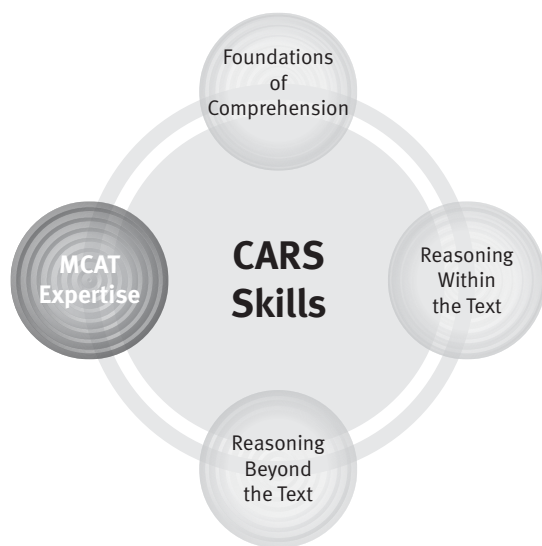 Foundations
of
Comprehension
MCAT
Expertise
CARS
Skills
Reasoning
Within
the Text
Reasoning
Beyond
the Text